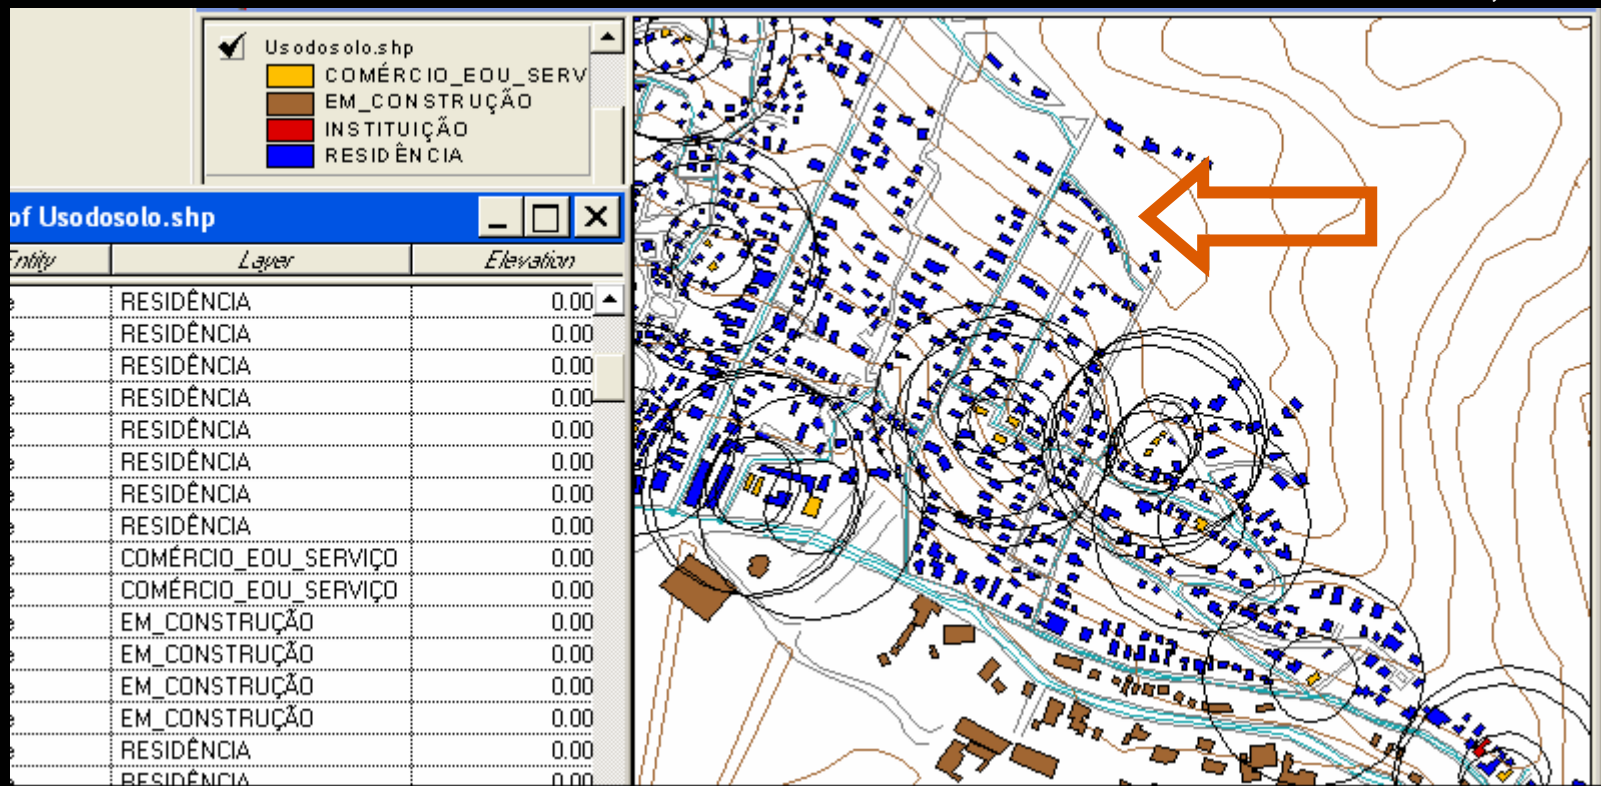 Usodosolo.shp
COMÉRCIO_EOU_SERV
EM_CONSTRUÇÃO
INSTITUIÇÃO
RESIDÊNCIA
of Usodosolo.shp
Entity Layer Elevation
RESIDÊNCIA 0.00
RESIDÊNCIA 0.00
RESIDÊNCIA 0.00
RESIDÊNCIA 0.00
RESIDÊNCIA 0.00
RESIDÊNCIA 0.00
RESIDÊNCIA 0.00
RESIDÊNCIA 0.00
COMÉRCIO_EOU_SERVIÇO 0.00
COMÉRCIO_EOU_SERVIÇO 0.00
EM_CONSTRUÇÃO 0.00
EM_CONSTRUÇÃO 0.00
EM_CONSTRUÇÃO 0.00
EM_CONSTRUÇÃO 0.00
RESIDÊNCIA 0.00
RESIDÊNCIA 0.00